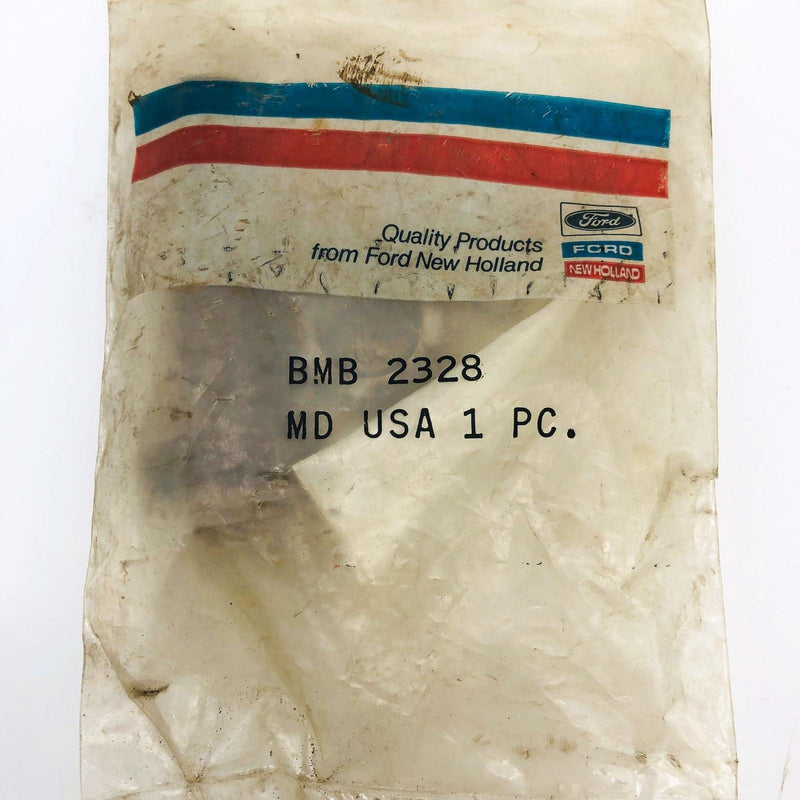 Quality Products
from Ford New Holland
Ford
FORD
NEW HOLLAND
BMB 2328
MD USA 1 PC.